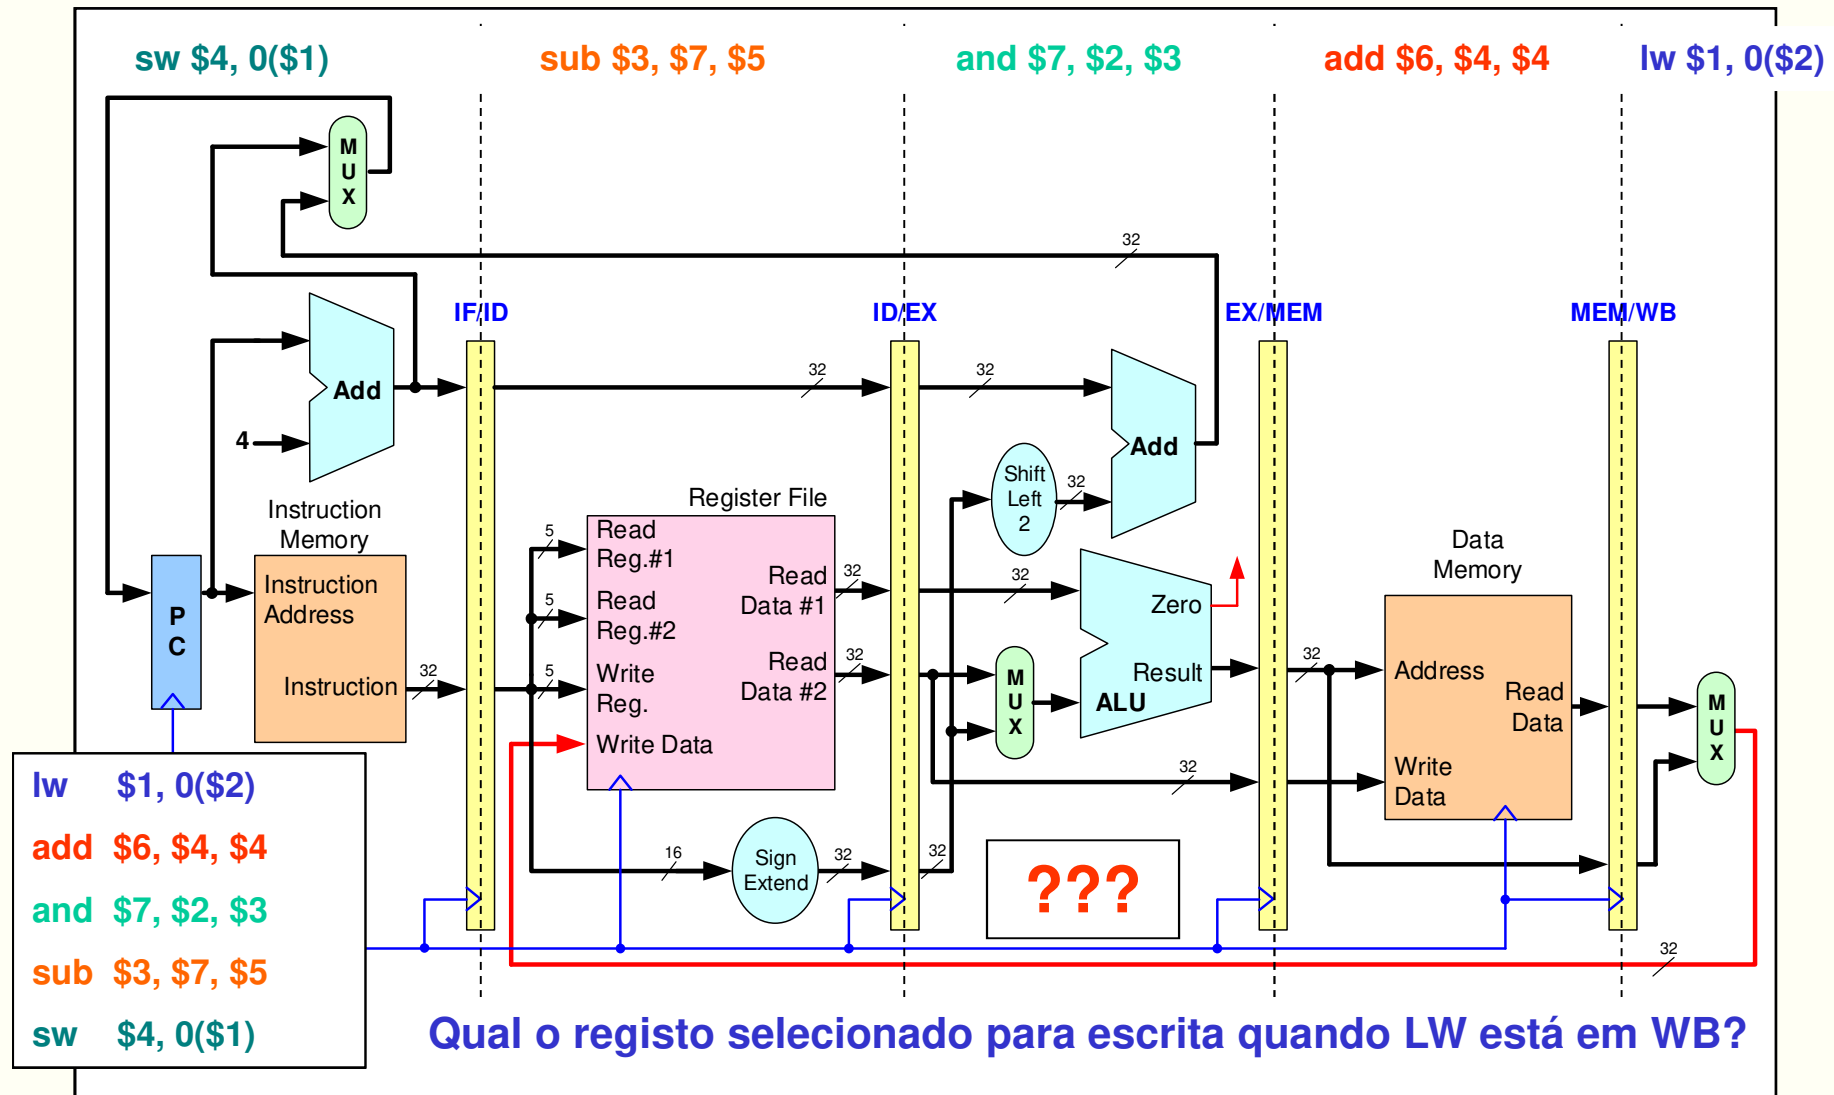 sw $4, 0($1)
sub $3, $7, $5
and $7, $2, $3
add $6, $4, $4
lw $1, 0($2)
M
U
X
32
IF/ID
ID/EX
EX/MEM
MEM/WB
Add
4
32
32
Add
Shift
Left
2
32
Instruction
Memory
Register File
Data
Memory
P
C
Instruction
Address
Instruction
32
5
5
5
Read
Reg.#1
Read
Reg.#2
Write
Reg.
Write Data
Read
Data #1
Read
Data #2
32
32
32
M
U
X
Zero
Result
ALU
32
Address
Read
Data
Write
Data
M
U
X
32
16
Sign
Extend
32
32
???
32
lw $1, 0($2)
add $6, $4, $4
and $7, $2, $3
sub $3, $7, $5
sw $4, 0($1)
Qual o registo selecionado para escrita quando LW está em WB?